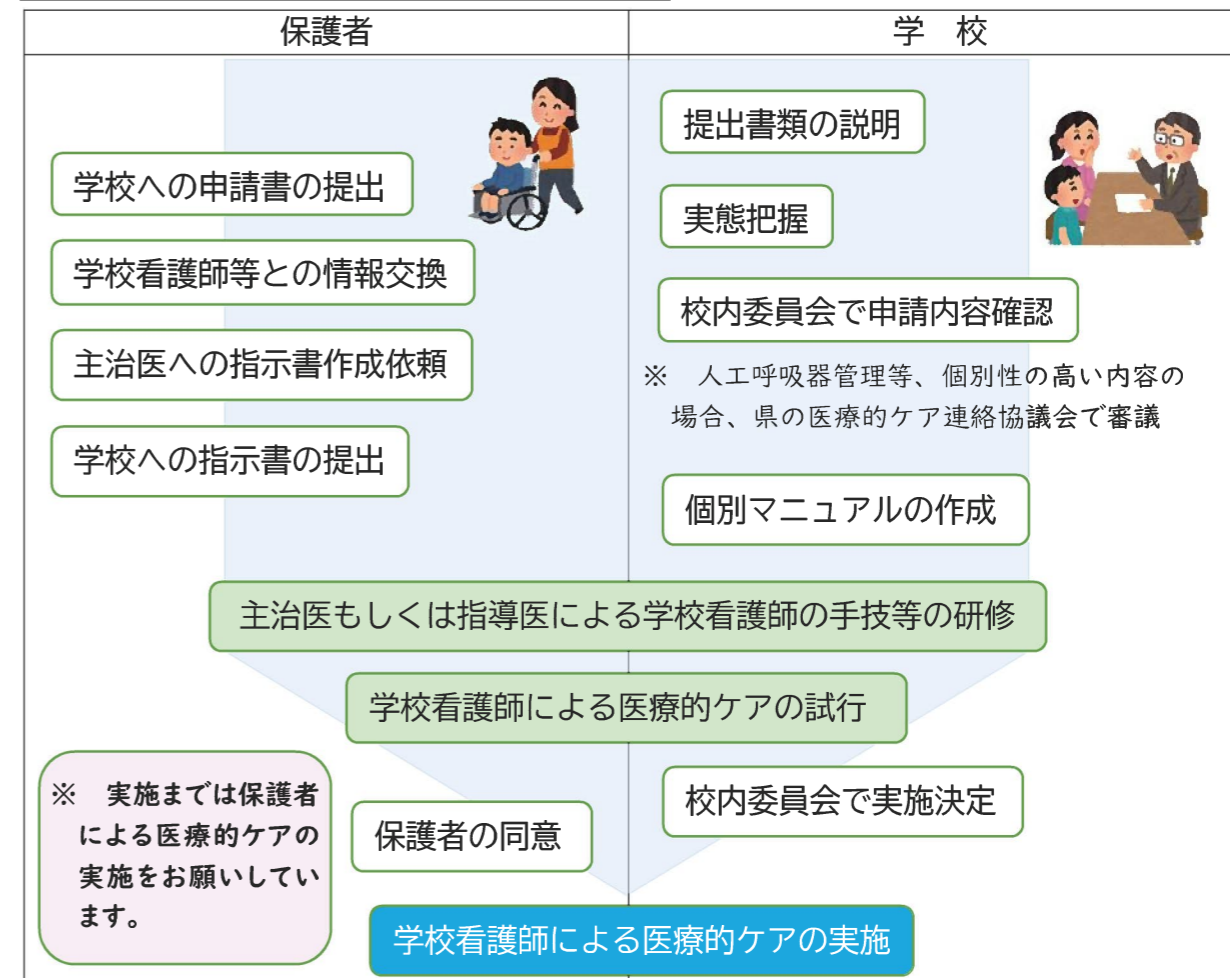 保護者
学　校
提出書類の説明
学校への申請書の提出
実態把握
学校看護師等との情報交換
校内委員会で申請内容確認
主治医への指示書作成依頼
※　人工呼吸器管理等、個別性の高い内容の
場合、県の医療的ケア連絡協議会で審議
学校への指示書の提出
個別マニュアルの作成
主治医もしくは指導医による学校看護師の手技等の研修
学校看護師による医療的ケアの試行
※　実施までは保護者
による医療的ケアの
実施をお願いしてい
ます。
校内委員会で実施決定
保護者の同意
学校看護師による医療的ケアの実施